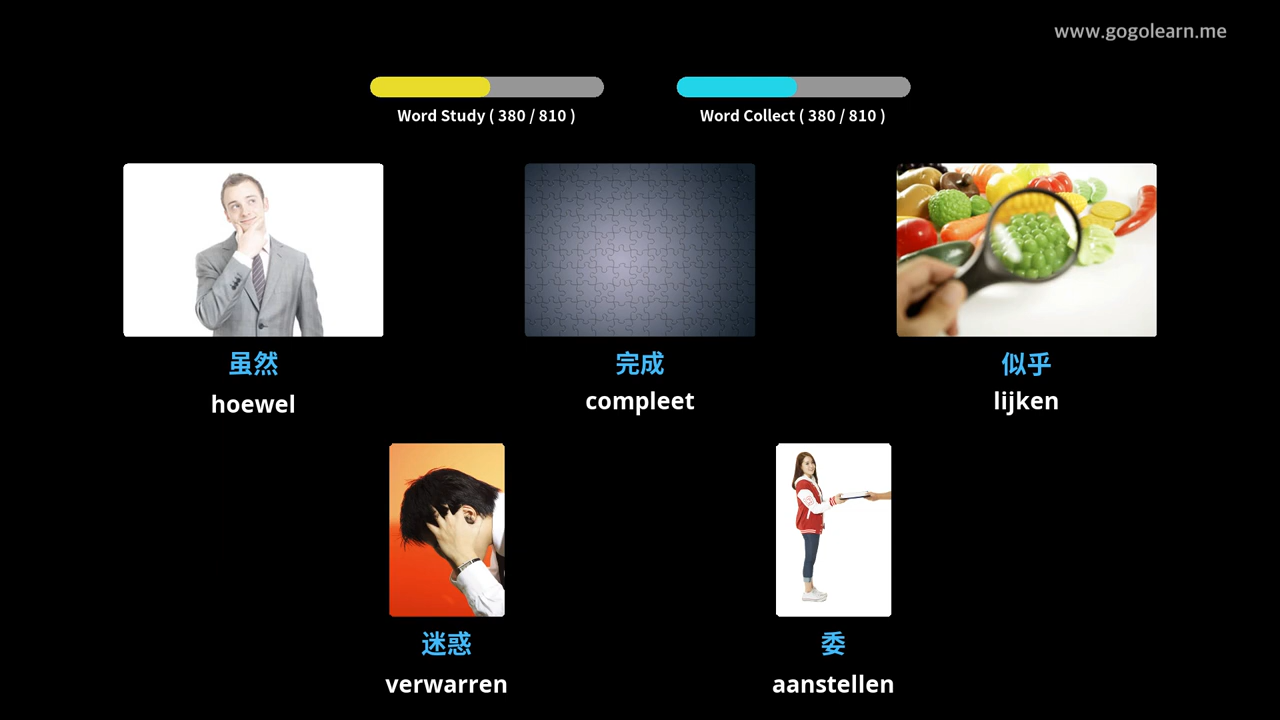 www.gogolearn.me
Word Study ( 380 / 810 )
Word Collect ( 380 / 810 )
虽然
hoewel
完成
compleet
似乎
lijken
迷惑
verwarren
委
aanstellen